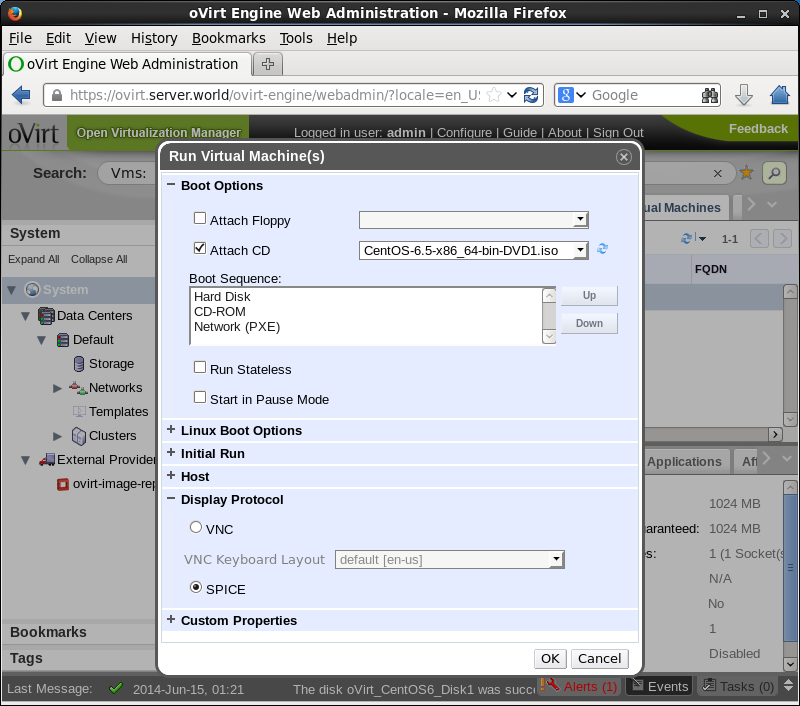 oVirt Engine Web Administration - Mozilla Firefox
File Edit View History Bookmarks Tools Help
oVirt Engine Web Administration
https://ovirt.server.world/ovirt-engine/webadmin/?locale=en_US Google
oVirt Open Virtualization Manager Logged in user: admin | Configure | Guide | About | Sign Out Feedback
Search: Vms:
System
Expand All Collapse All
System
Data Centers
Default
Storage
Networks
Templates
Clusters
External Provider
ovirt-image-rep
Bookmarks
Tags
Run Virtual Machine(s)
Boot Options
Attach Floppy
Attach CD CentOS-6.5-x86_64-bin-DVD1.iso
Boot Sequence:
Hard Disk
CD-ROM
Network (PXE)
Up
Down
Run Stateless
Start in Pause Mode
Linux Boot Options
Initial Run
Host
Display Protocol
VNC
VNC Keyboard Layout default [en-us]
SPICE
Custom Properties
OK Cancel
ual Machines
1-1
FQDN
Applications Aff
1024 MB
uaranteed: 1024 MB
es: 1 (1 Socket(s
N/A
No
1
Disabled
Last Message: 2014-Jun-15, 01:21 The disk oVirt_CentOS6_Disk1 was succe Alerts (1) Events Tasks (0)